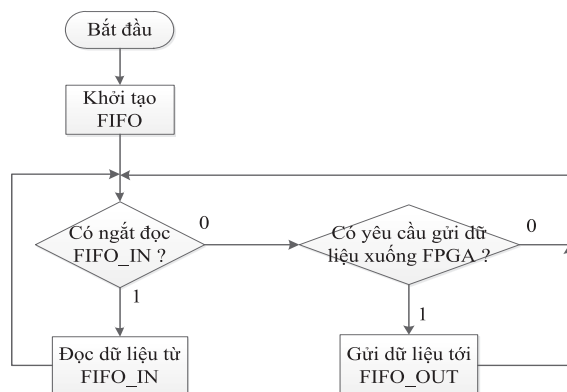 Bắt đầu
Khởi tạo
FIFO
Có ngắt đọc
FIFO_IN ?
0
Có yêu cầu gửi dữ
liệu xuống FPGA ?
0
1
1
Đọc dữ liệu từ
FIFO_IN
Gửi dữ liệu tới
FIFO_OUT